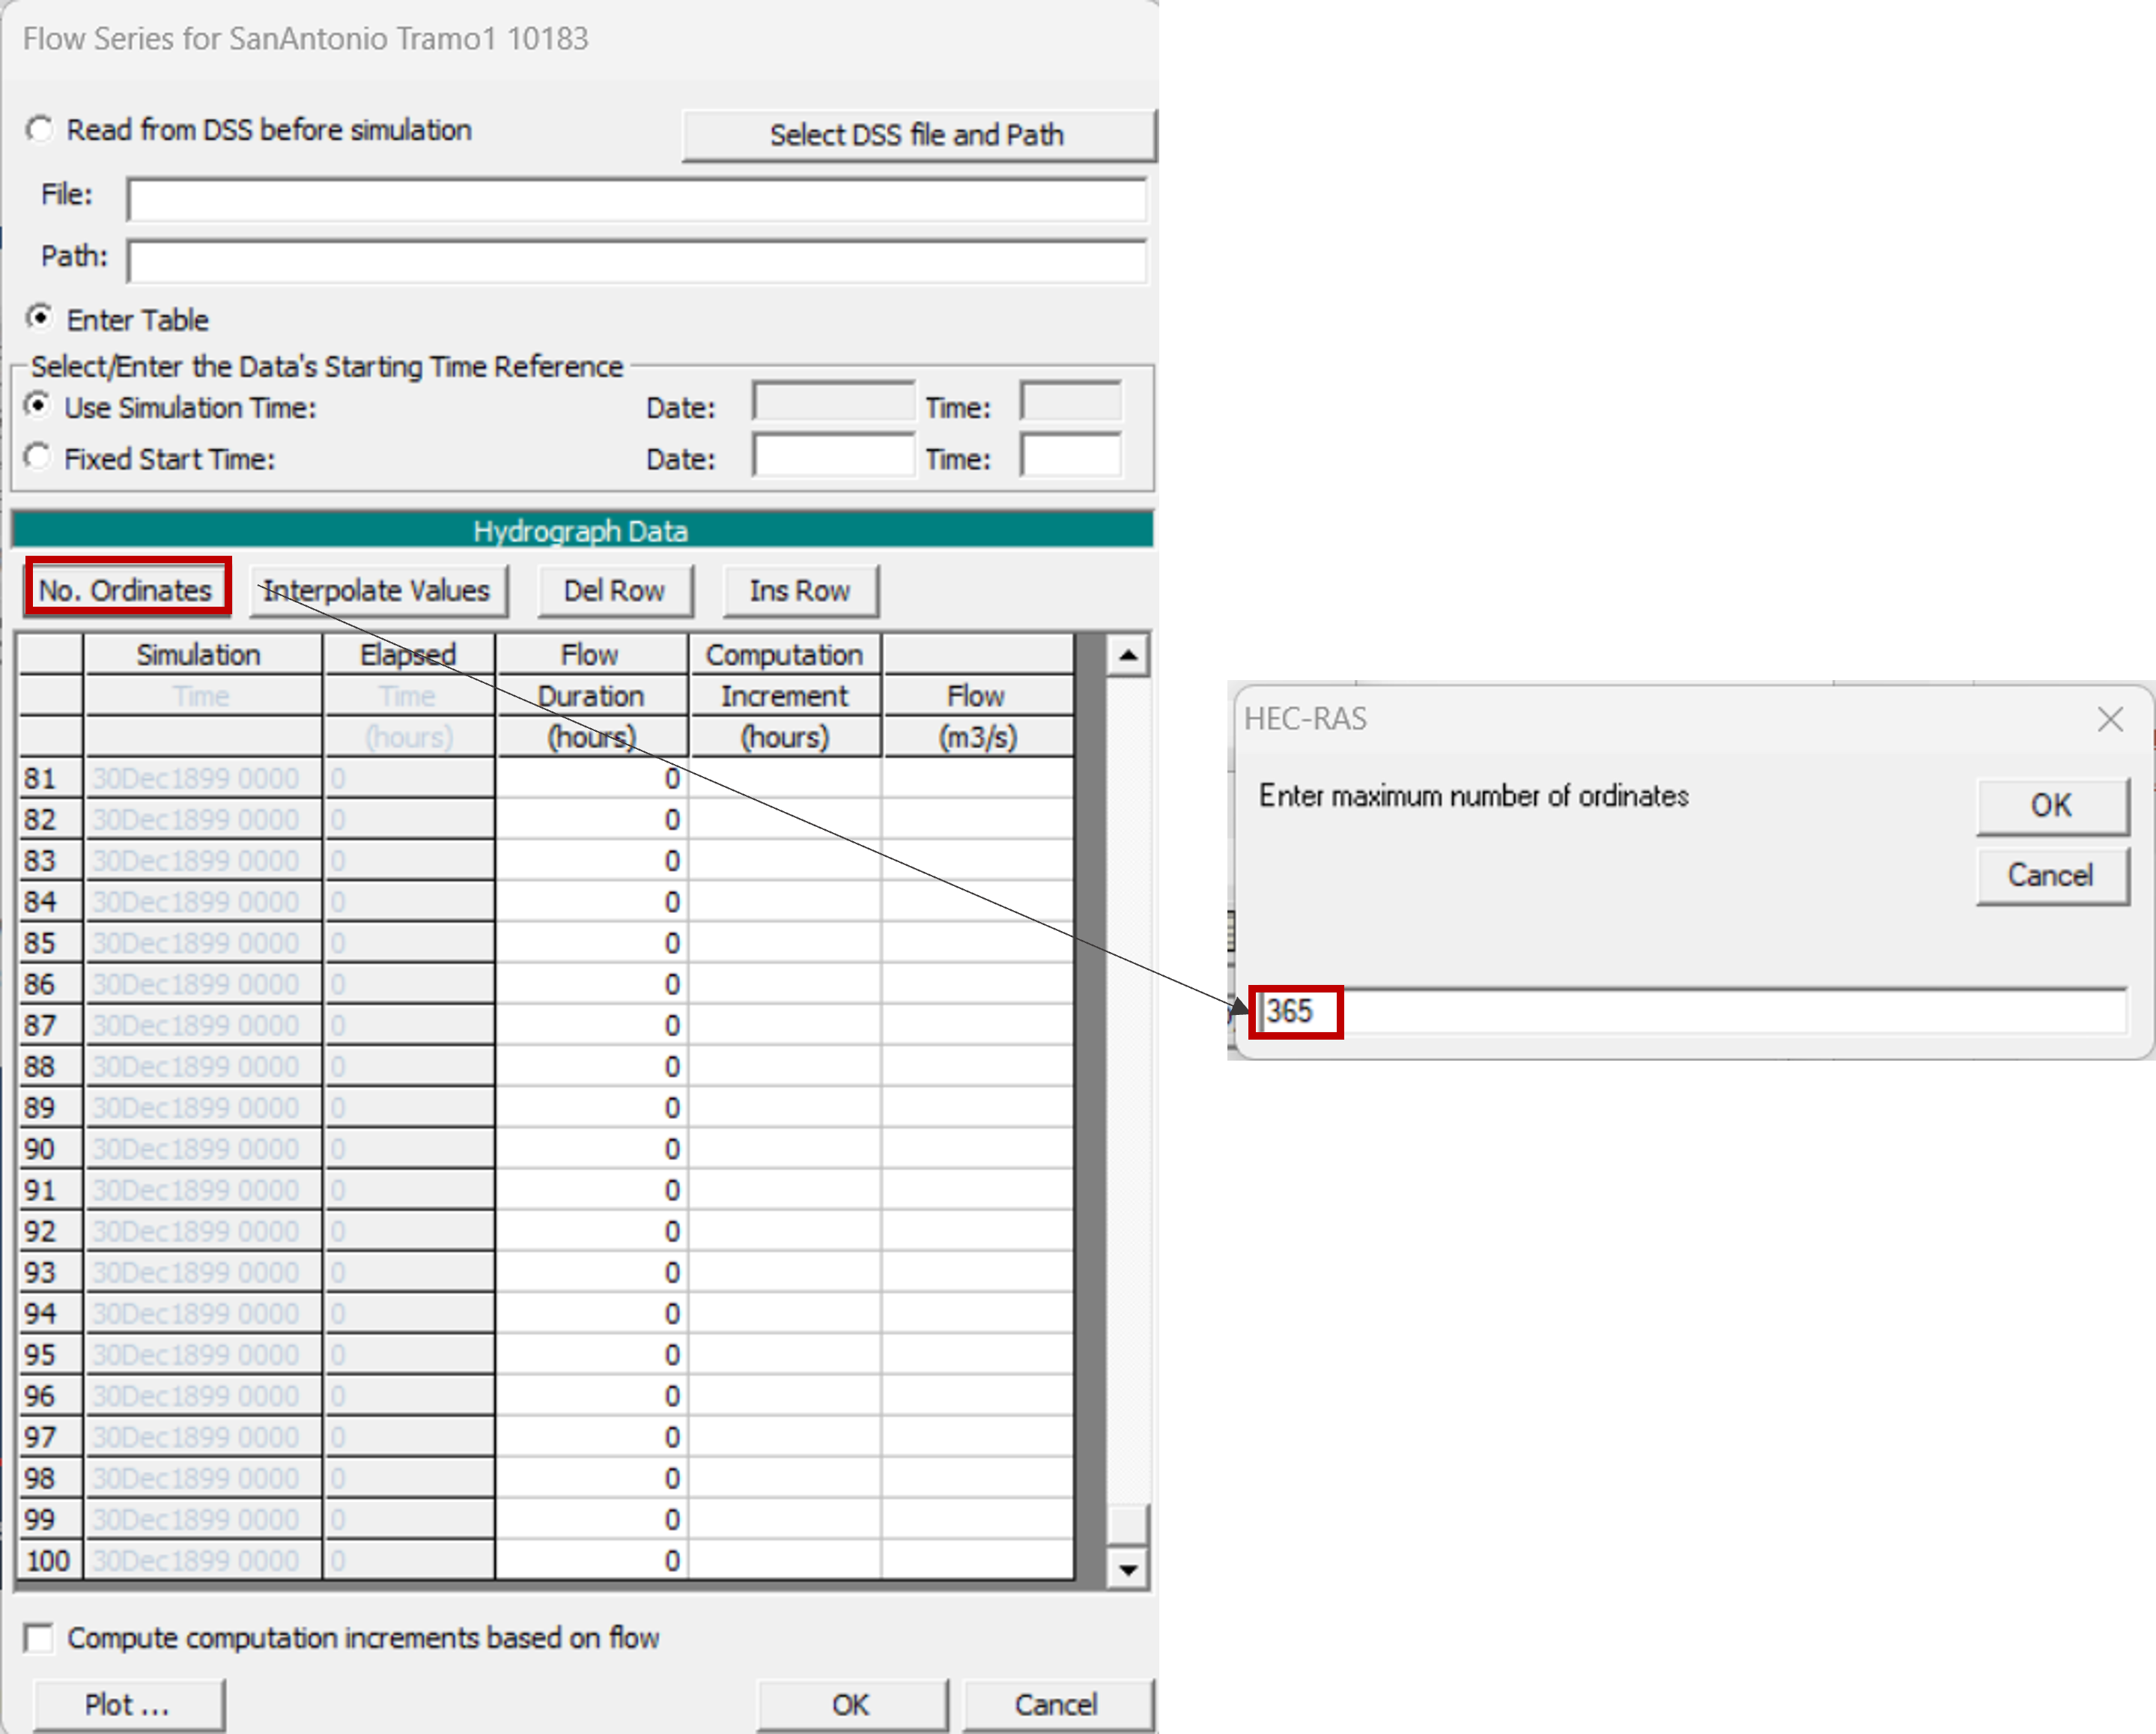 Flow Series for SanAntonio Tramo1 10183
Read from DSS before simulation
Select DSS file and Path
File:
Path:
Enter Table
Select/Enter the Data's Starting Time Reference
Use Simulation Time: Date: Time:
Fixed Start Time: Date: Time:
Hydrograph Data
No. Ordinates Interpolate Values Del Row Ins Row
Simulation Elapsed Flow Computation
Time Time Duration Increment Flow
(hours) (hours) (hours) (m3/s)
81 30Dec1899 0000 0 0
82 30Dec1899 0000 0 0
83 30Dec1899 0000 0 0
84 30Dec1899 0000 0 0
85 30Dec1899 0000 0 0
86 30Dec1899 0000 0 0
87 30Dec1899 0000 0 0
88 30Dec1899 0000 0 0
89 30Dec1899 0000 0 0
90 30Dec1899 0000 0 0
91 30Dec1899 0000 0 0
92 30Dec1899 0000 0 0
93 30Dec1899 0000 0 0
94 30Dec1899 0000 0 0
95 30Dec1899 0000 0 0
96 30Dec1899 0000 0 0
97 30Dec1899 0000 0 0
98 30Dec1899 0000 0 0
99 30Dec1899 0000 0 0
100 30Dec1899 0000 0 0
Compute computation increments based on flow
Plot ... OK Cancel
HEC-RAS
Enter maximum number of ordinates
OK
Cancel
365